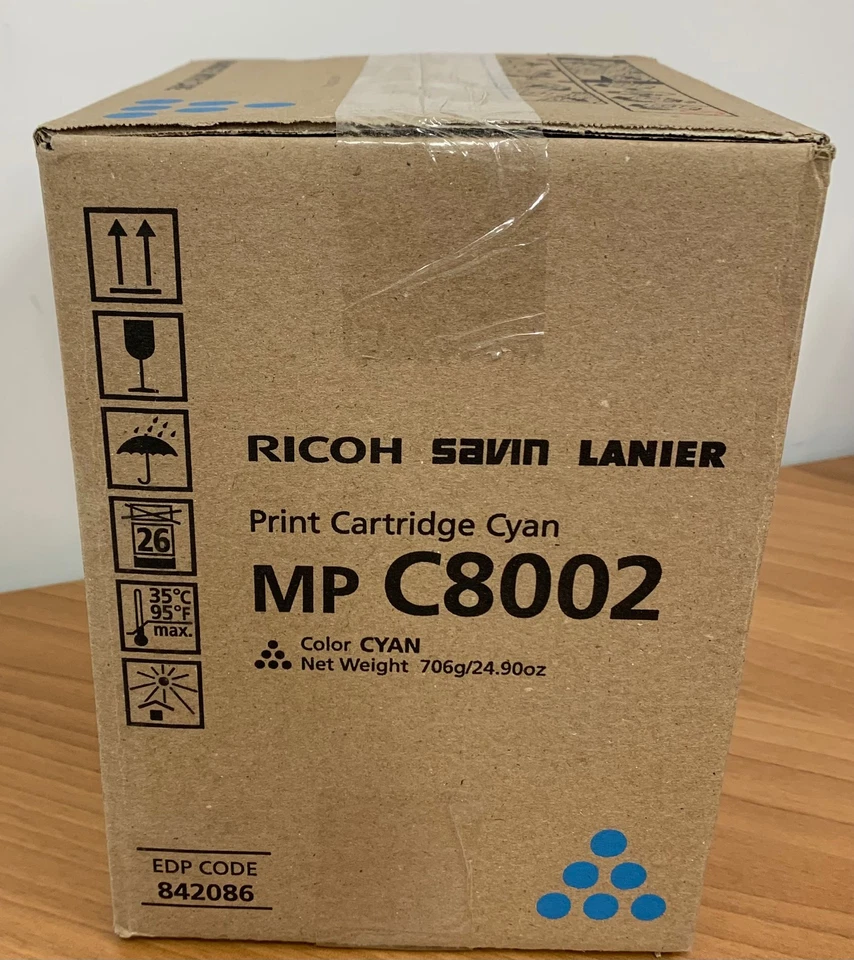 RICOH savin LANIER
Print Cartridge Cyan
MP C8002
Color CYAN
Net Weight 706g/24.90oz
26
35°C
95°F
max.
EDP CODE
842086